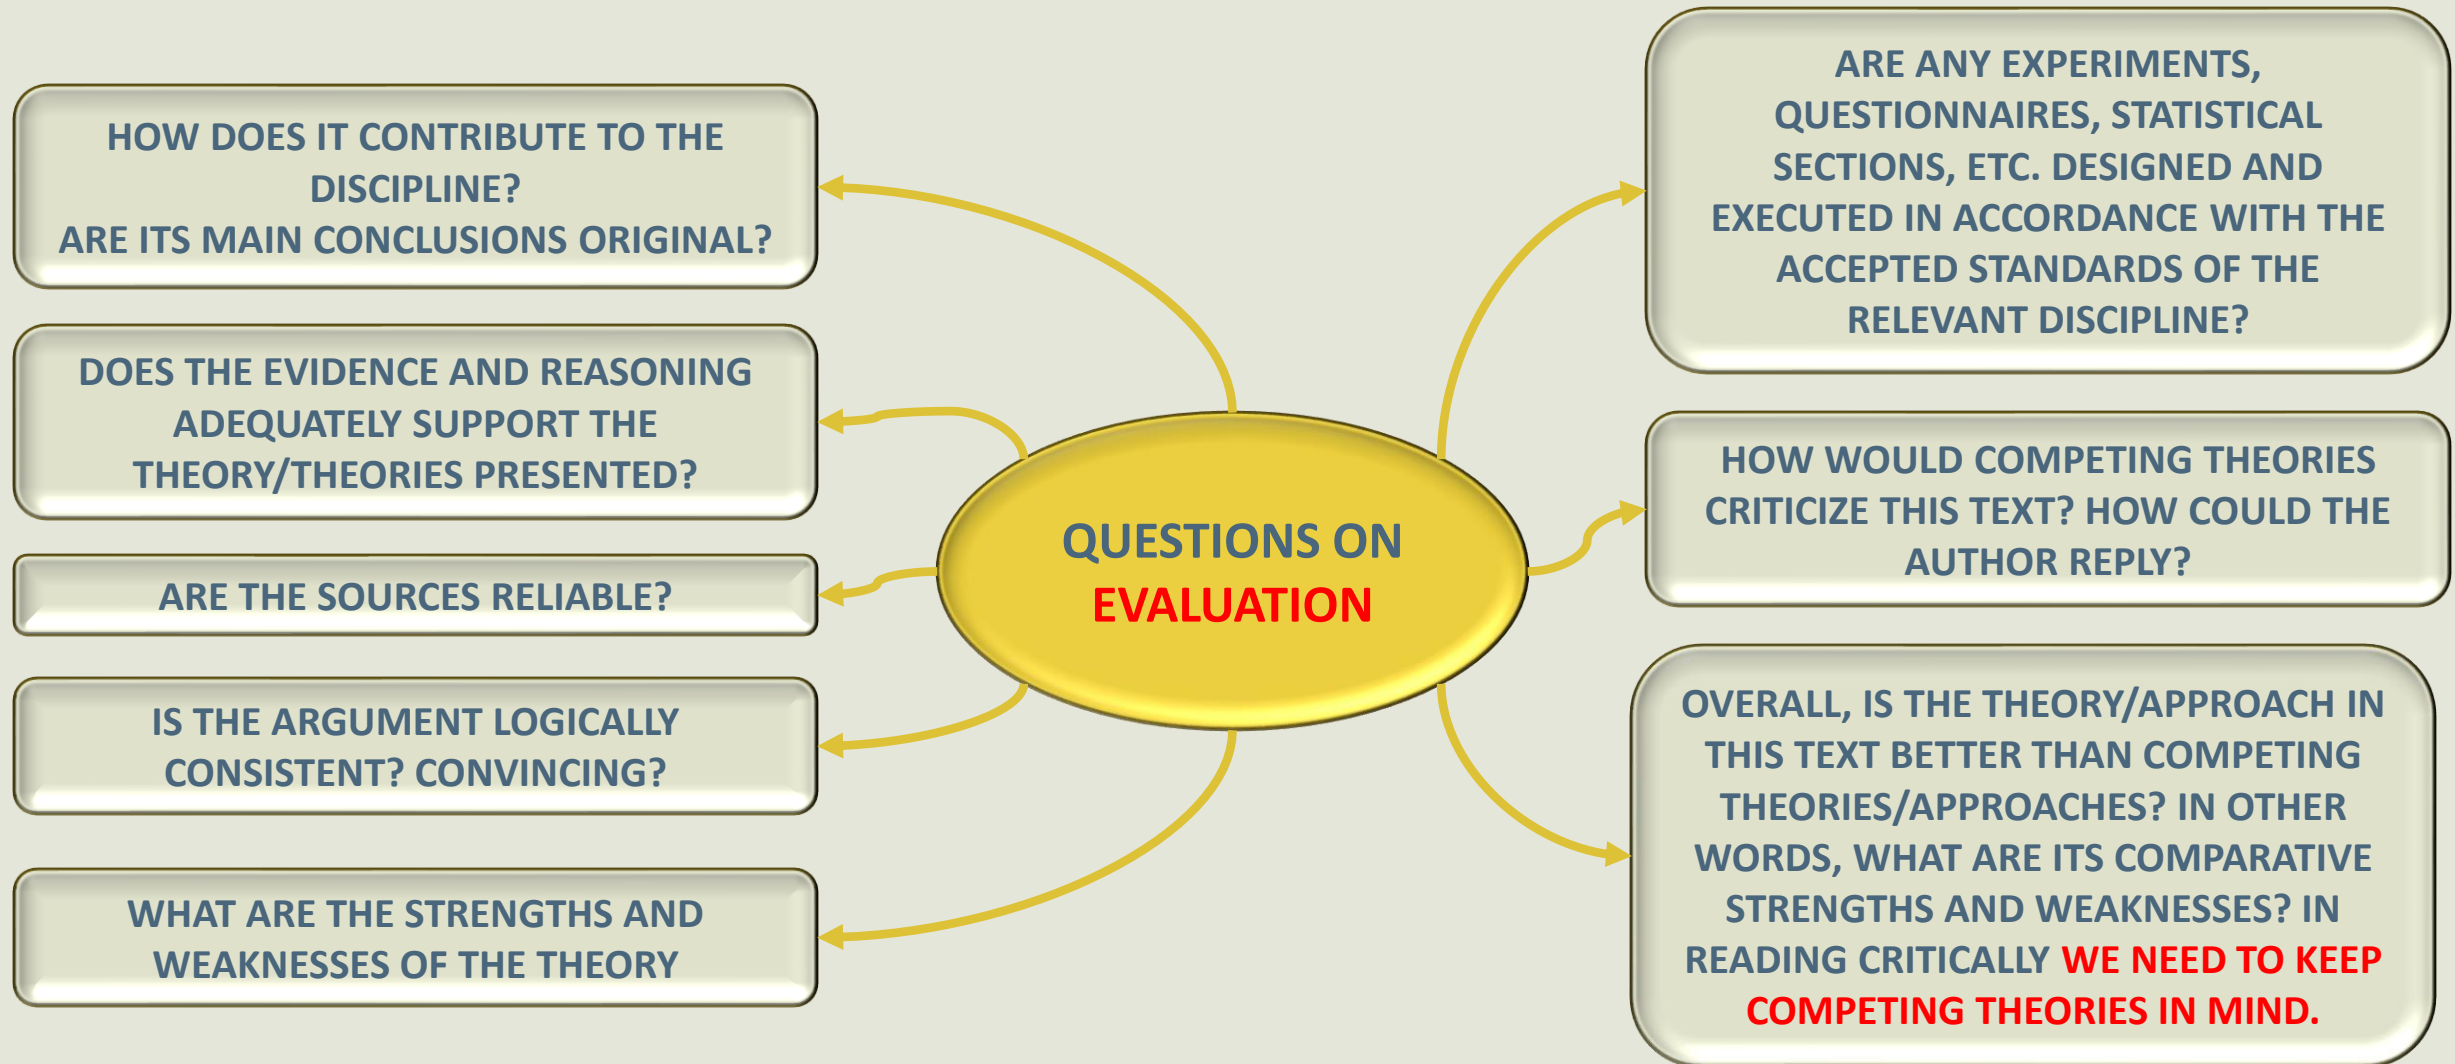 HOW DOES IT CONTRIBUTE TO THE
DISCIPLINE?
ARE ITS MAIN CONCLUSIONS ORIGINAL?
DOES THE EVIDENCE AND REASONING
ADEQUATELY SUPPORT THE
THEORY/THEORIES PRESENTED?
ARE THE SOURCES RELIABLE?
IS THE ARGUMENT LOGICALLY
CONSISTENT? CONVINCING?
WHAT ARE THE STRENGTHS AND
WEAKNESSES OF THE THEORY
QUESTIONS ON
EVALUATION
ARE ANY EXPERIMENTS,
QUESTIONNAIRES, STATISTICAL
SECTIONS, ETC. DESIGNED AND
EXECUTED IN ACCORDANCE WITH THE
ACCEPTED STANDARDS OF THE
RELEVANT DISCIPLINE?
HOW WOULD COMPETING THEORIES
CRITICIZE THIS TEXT? HOW COULD THE
AUTHOR REPLY?
OVERALL, IS THE THEORY/APPROACH IN
THIS TEXT BETTER THAN COMPETING
THEORIES/APPROACHES? IN OTHER
WORDS, WHAT ARE ITS COMPARATIVE
STRENGTHS AND WEAKNESSES? IN
READING CRITICALLY WE NEED TO KEEP
COMPETING THEORIES IN MIND.